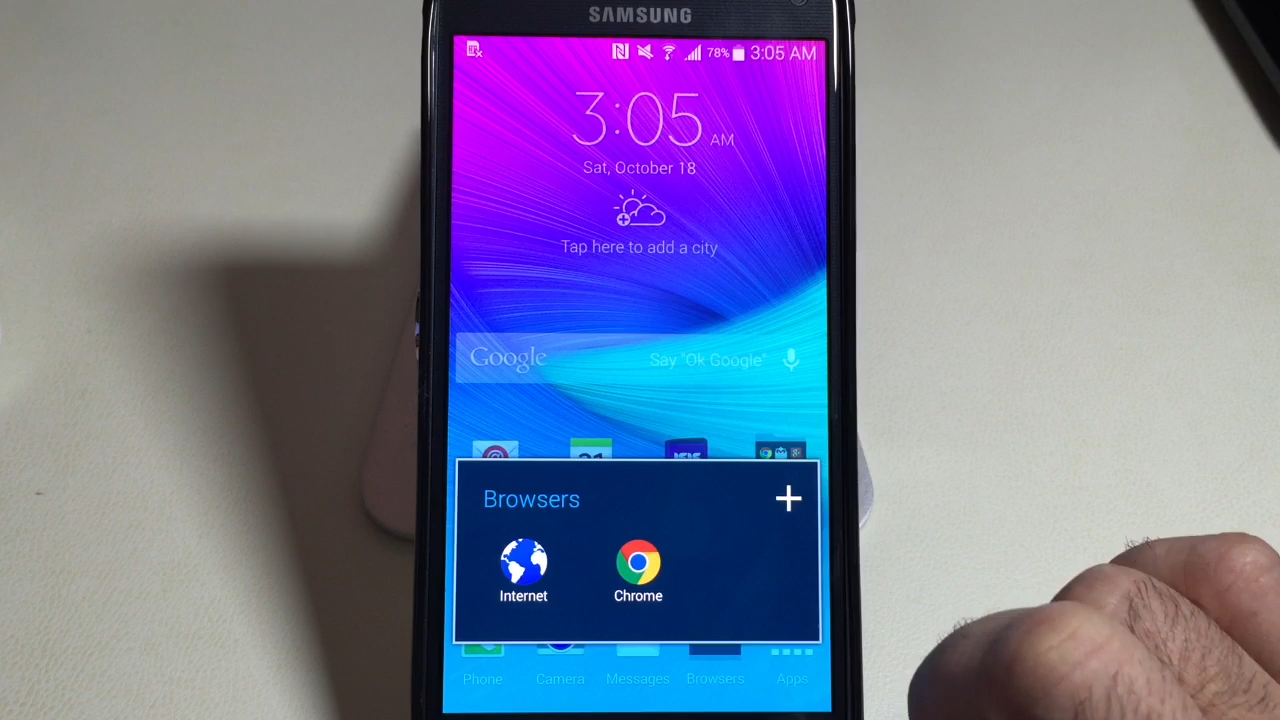 SAMSUNG
78% 3:05 AM
3:05 AM
Sat, October 18
Tap here to add a city
Google Say "Ok Google"
Browsers +
Internet Chrome
Phone Camera Messages Browsers Apps